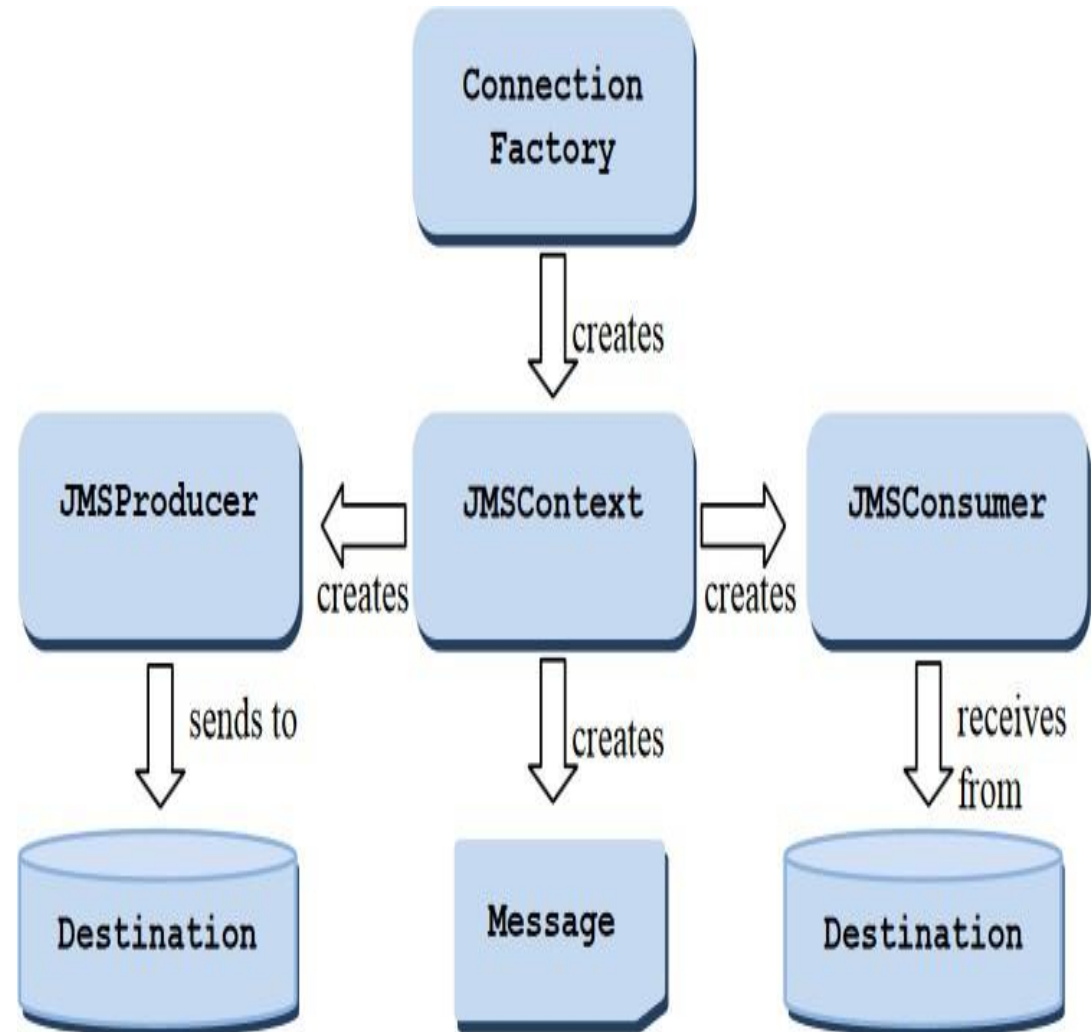 Connection
Factory
creates
JMSProducer
JMSContext
JMSConsumer
creates
creates
sends to
creates
receives
from
Destination
Message
Destination